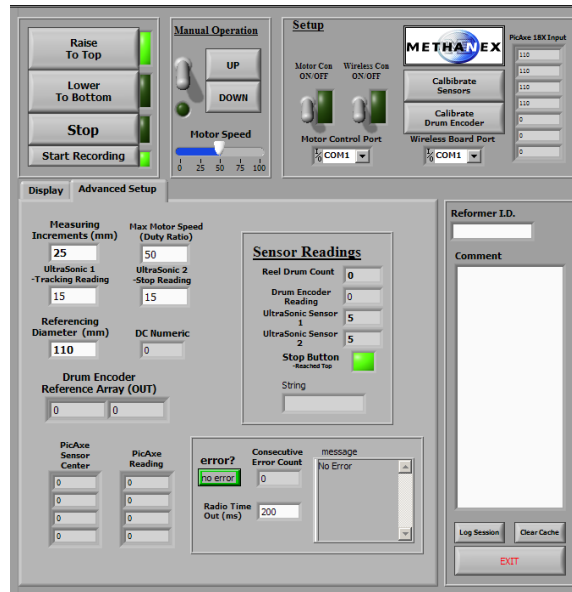 Raise
To Top
Lower
To Bottom
Stop
Start Recording
Manual Operation
UP
DOWN
Motor Speed
0 25 50 75 100
Setup
Motor Con
ON/OFF
Wireless Con
ON/OFF
METHANEX
Calbibrate
Sensors
Calibrate
Drum Encoder
Motor Control Port
COM1
Wireless Board Port
COM1
PicAxe 18X Input
110
110
110
110
0
0
0
Display
Advanced Setup
Measuring
Increments (mm)
25
Max Motor Speed
(Duty Ratio)
50
UltraSonic 1
-Tracking Reading
15
UltraSonic 2
-Stop Reading
15
Referencing
Diameter (mm)
110
DC Numeric
0
Drum Encoder
Reference Array (OUT)
0 0
PicAxe
Sensor
Center
0
0
0
0
PicAxe
Reading
0
0
0
0
Sensor Readings
Reel Drum Count 0
Drum Encoder
Reading 0
UltraSonic Sensor
1 5
UltraSonic Sensor
2 5
Stop Button
-Reached Top
String
error?
no error
Consecutive
Error Count
0
Radio Time
Out (ms) 200
message
No Error
Reformer I.D.
Comment
Log Session
Clear Cache
EXIT